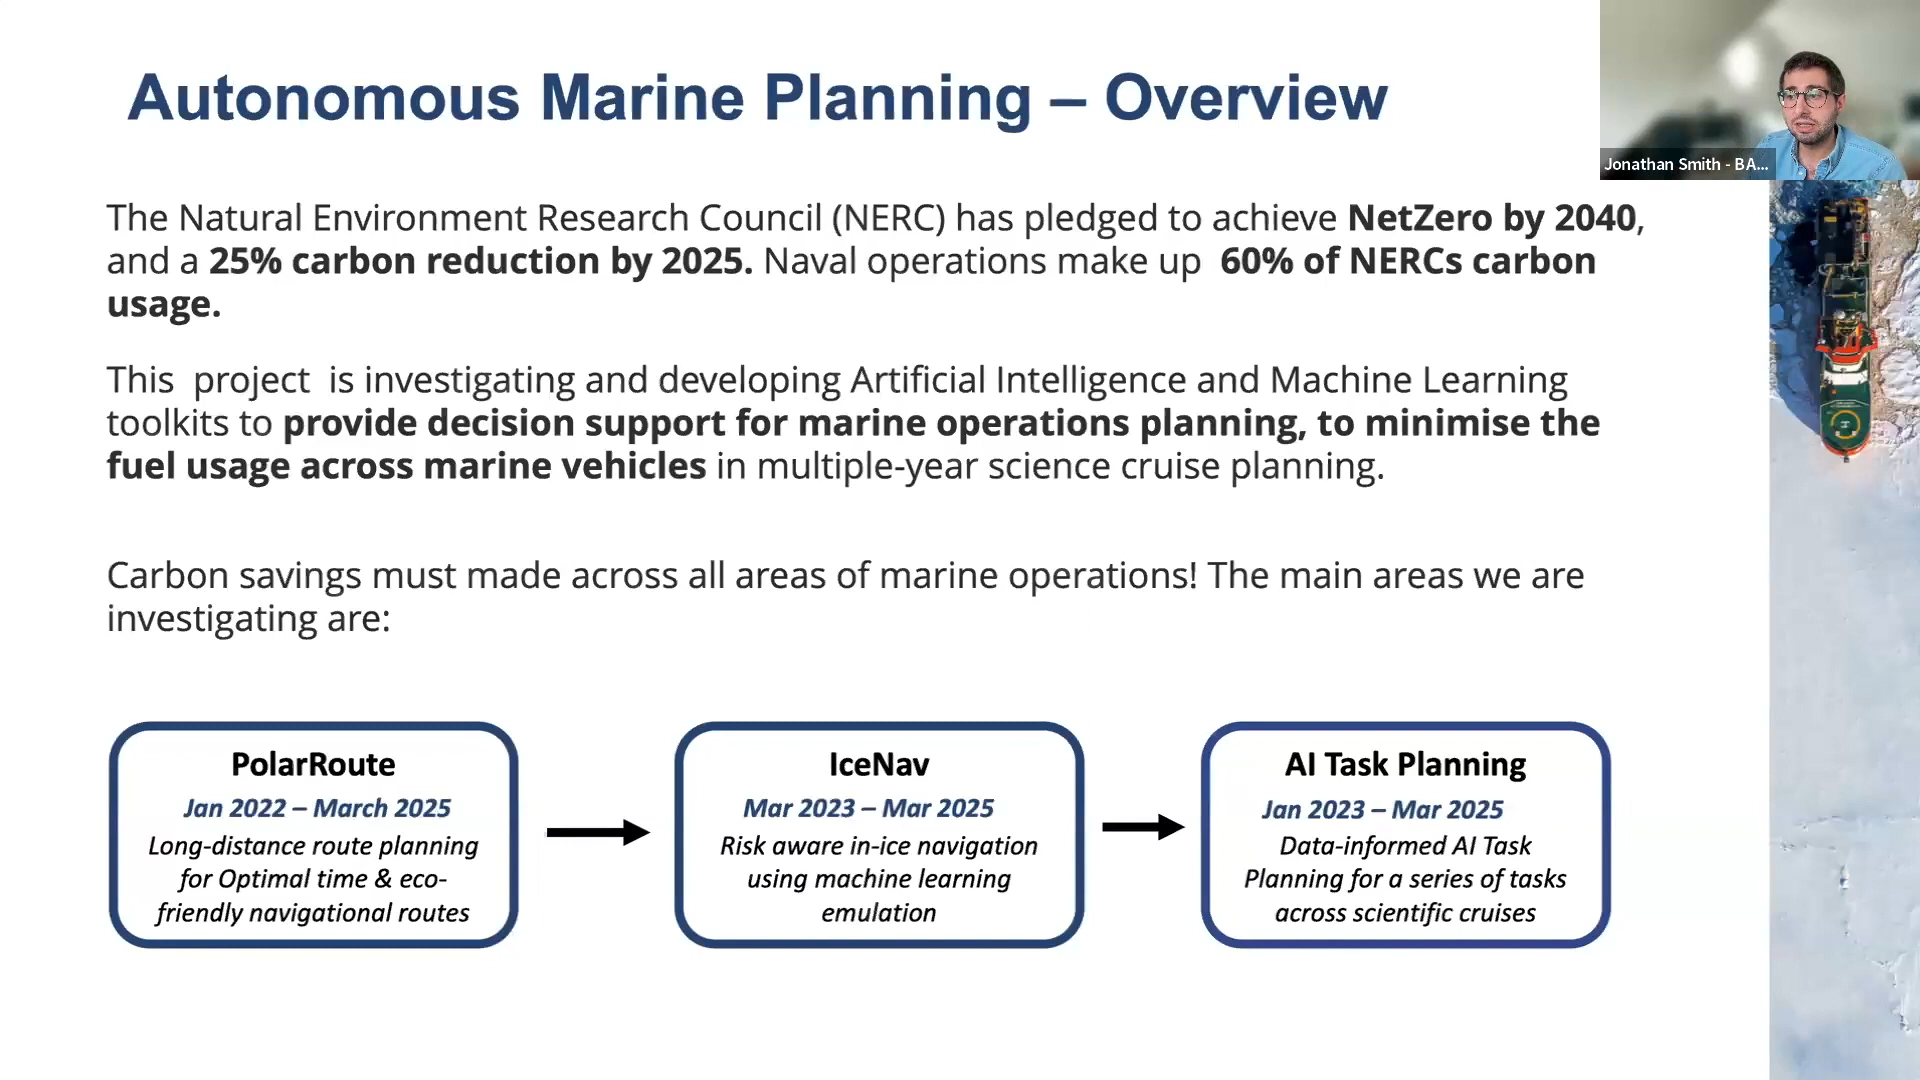 Autonomous Marine Planning – Overview
Jonathan Smith - BA...
The Natural Environment Research Council (NERC) has pledged to achieve NetZero by 2040,
and a 25% carbon reduction by 2025. Naval operations make up 60% of NERCs carbon
usage.
This project is investigating and developing Artificial Intelligence and Machine Learning
toolkits to provide decision support for marine operations planning, to minimise the
fuel usage across marine vehicles in multiple-year science cruise planning.
Carbon savings must made across all areas of marine operations! The main areas we are
investigating are:
PolarRoute
Jan 2022 – March 2025
Long-distance route planning
for Optimal time & eco-
friendly navigational routes
IceNav
Mar 2023 – Mar 2025
Risk aware in-ice navigation
using machine learning
emulation
AI Task Planning
Jan 2023 – Mar 2025
Data-informed AI Task
Planning for a series of tasks
across scientific cruises